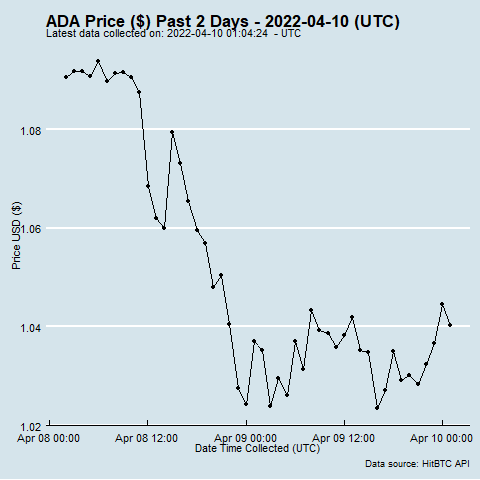 ADA Price ($) Past 2 Days - 2022-04-10 (UTC)
Latest data collected on: 2022-04-10 01:04:24  - UTC
1.08
1.06
1.04
1.02
Price USD ($)
Apr 08 00:00 Apr 08 12:00 Apr 09 00:00 Apr 09 12:00 Apr 10 00:00
Date Time Collected (UTC)
Data source: HitBTC API